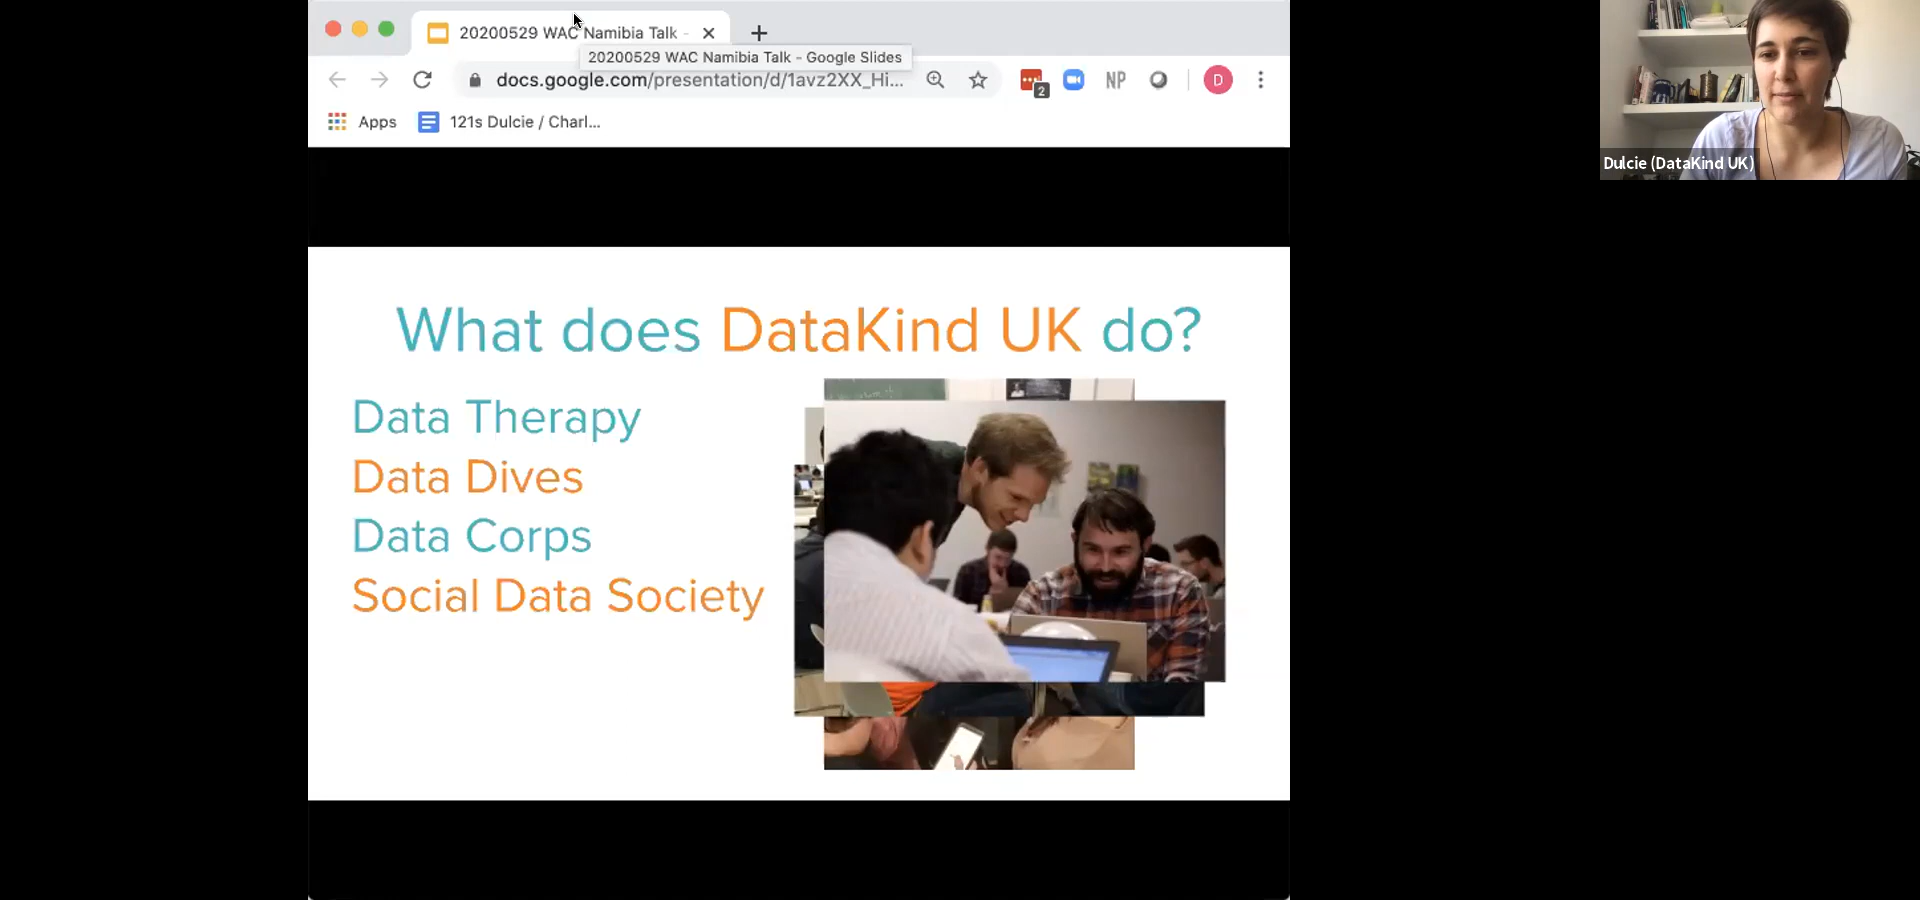 20200529 WAC Namibia Talk -
20200529 WAC Namibia Talk - Google Slides
docs.google.com/presentation/d/1avz2XX_Hi...
2
NP
D
Apps
121s Dulcie / Charl...
Dulcie (DataKind UK)
What does DataKind UK do?
Data Therapy
Data Dives
Data Corps
Social Data Society